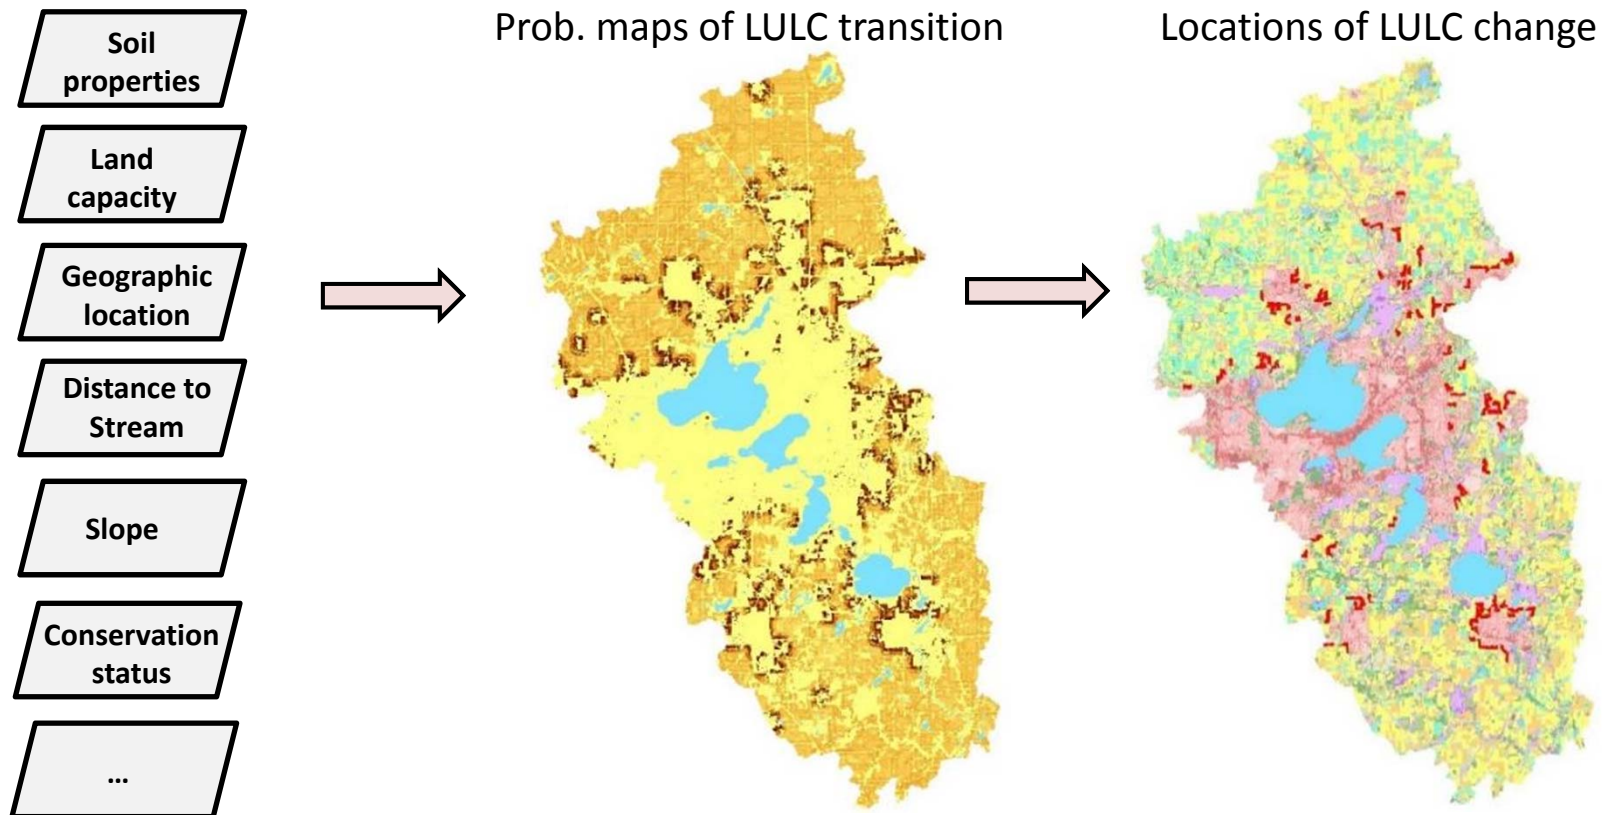 Soil
properties
Land
capacity
Geographic
location
Distance to
Stream
Slope
Conservation
status
...
Prob. maps of LULC transition
Locations of LULC change